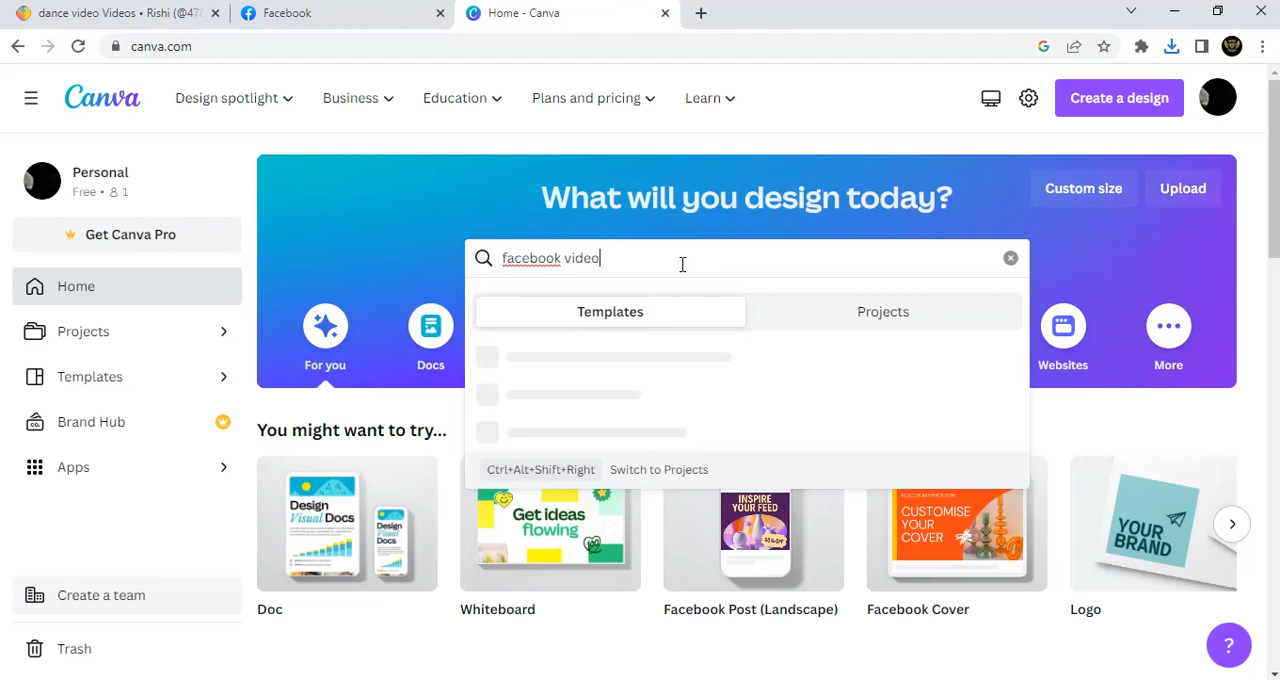 dance video Videos • Rishi (@47
Facebook
Home - Canva
canva.com
Canva
Design spotlight
Business
Education
Plans and pricing
Learn
Create a design
Personal
Free • 1
Get Canva Pro
Home
Projects
Templates
Brand Hub
Apps
Create a team
Trash
What will you design today?
Custom size
Upload
facebook video
Templates
Projects
Ctrl+Alt+Shift+Right
Switch to Projects
For you
Docs
Websites
More
You might want to try...
Design
Visual Docs
Design
Visual Docs
Doc
Get ideas
flowing
Whiteboard
INSPIRE
YOUR FEED
Facebook Post (Landscape)
CUSTOMISE
YOUR
COVER
Facebook Cover
YOUR
BRAND
Logo
?